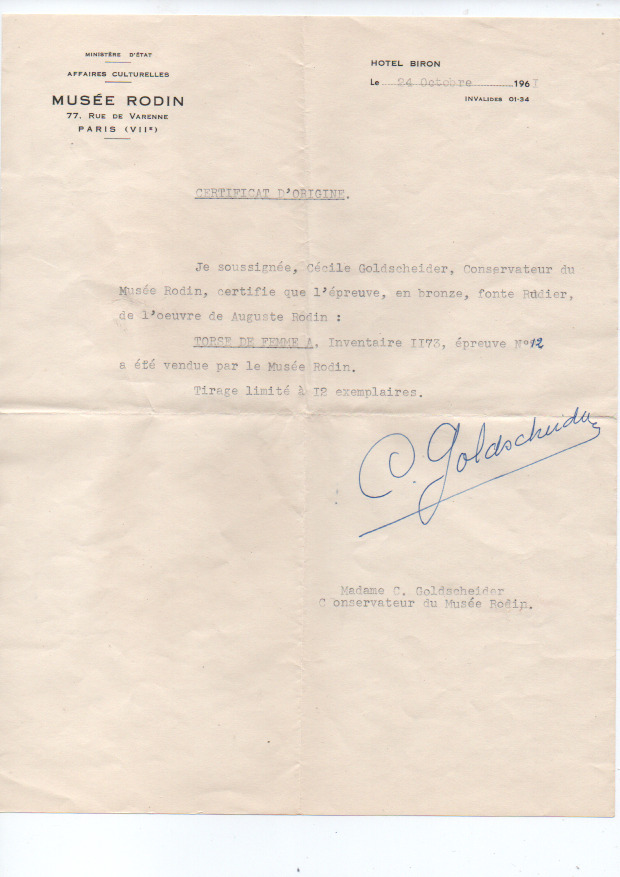 MINISTÈRE D'ÉTAT
AFFAIRES CULTURELLES
MUSÉE RODIN
77, RUE DE VARENNE
PARIS (VIIe)
HOTEL BIRON
Le 24 Octobre 196I
INVALIDES 01-34
CERTIFICAT D'ORIGINE.
Je soussignée, Cécile Goldscheider, Conservateur du
Musée Rodin, certifie que l'épreuve, en bronze, fonte Rudier,
de l'oeuvre de Auguste Rodin :
TORSE DE FEMME A. Inventaire II73, épreuve N°12
a été vendue par le Musée Rodin.
Tirage limité à I2 exemplaires.
C. Goldscheider
Madame C. Goldscheider
C onservateur du Musée Rodin.